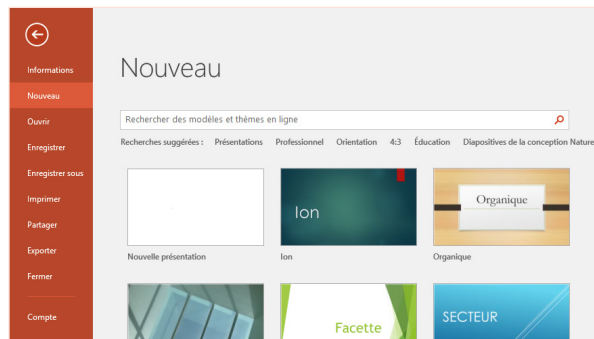 Informations
Nouveau
Ouvrir
Enregistrer
Enregistrer sous
Imprimer
Partager
Exporter
Fermer
Compte
Nouveau
Rechercher des modèles et thèmes en ligne
Recherches suggérées : Présentations Professionnel Orientation 4:3 Éducation Diapositives de la conception Nature
Ion
Organique
Nouvelle présentation Ion Organique
Facette
SECTEUR